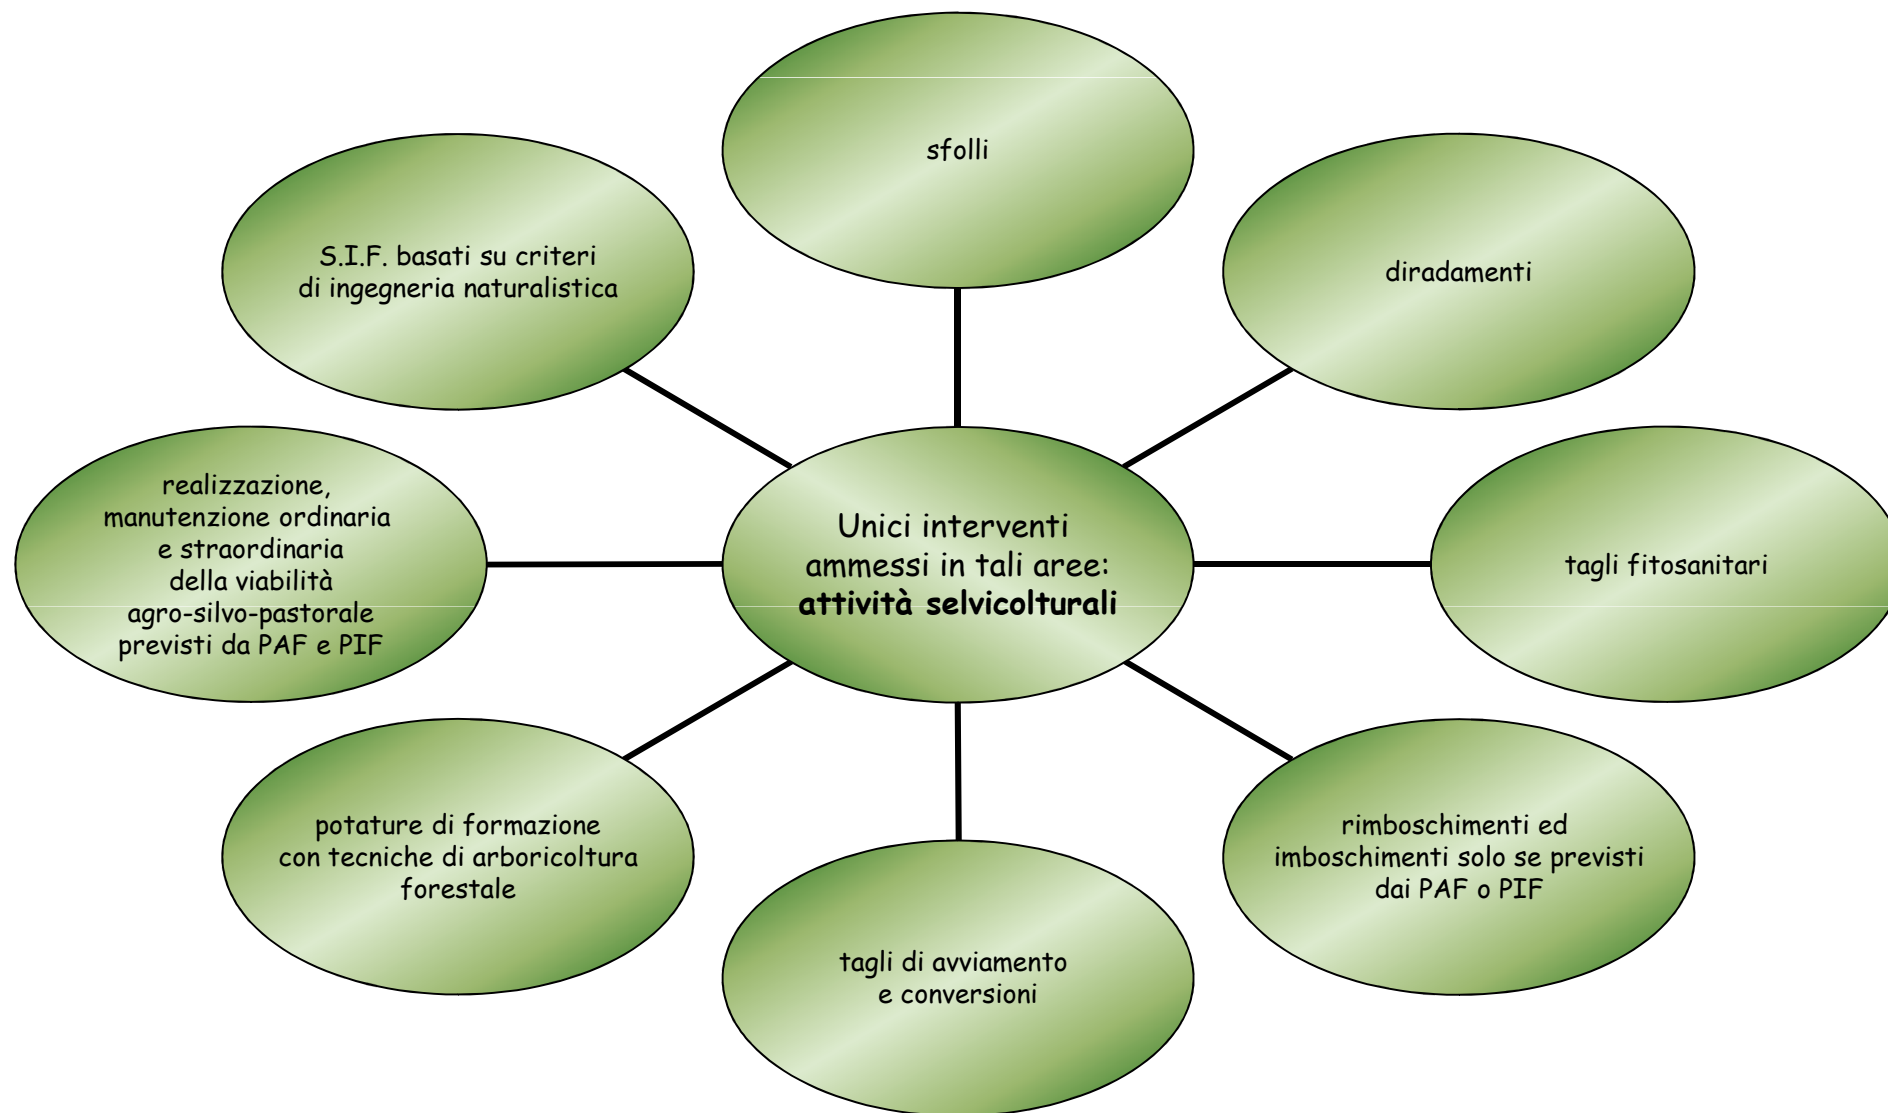 sfolli
S.I.F. basati su criteri
di ingegneria naturalistica
diradamenti
realizzazione,
manutenzione ordinaria
e straordinaria
della viabilità
agro-silvo-pastorale
previsti da PAF e PIF
Unici interventi
ammessi in tali aree:
attività selvicolturali
tagli fitosanitari
potature di formazione
con tecniche di arboricoltura
forestale
rimboschimenti ed
imboschimenti solo se previsti
dai PAF o PIF
tagli di avviamento
e conversioni